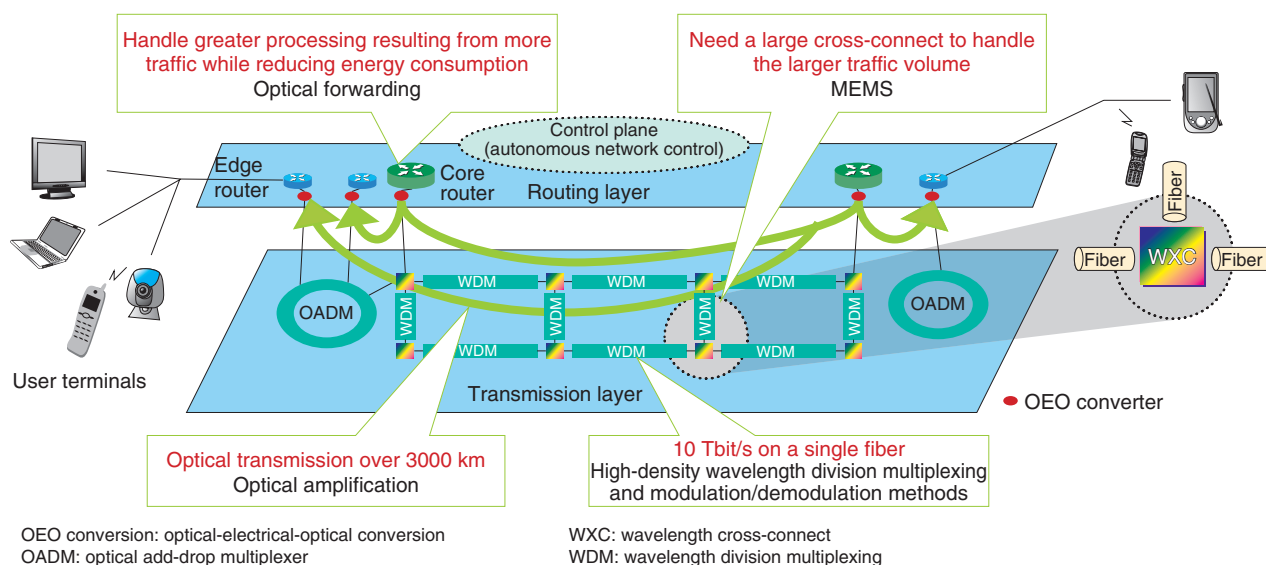 Handle greater processing resulting from more
traffic while reducing energy consumption
Optical forwarding
Need a large cross-connect to handle
the larger traffic volume
MEMS
Control plane
(autonomous network control)
Edge
router
Core
router
Routing layer
Fiber
Fiber
WXC
Fiber
OADM
WDM
WDM
WDM
WDM
WDM
WDM
WDM
OADM
WDM
WDM
WDM
User terminals
Transmission layer
OEO converter
Optical transmission over 3000 km
Optical amplification
10 Tbit/s on a single fiber
High-density wavelength division multiplexing
and modulation/demodulation methods
OEO conversion: optical-electrical-optical conversion
OADM: optical add-drop multiplexer
WXC: wavelength cross-connect
WDM: wavelength division multiplexing